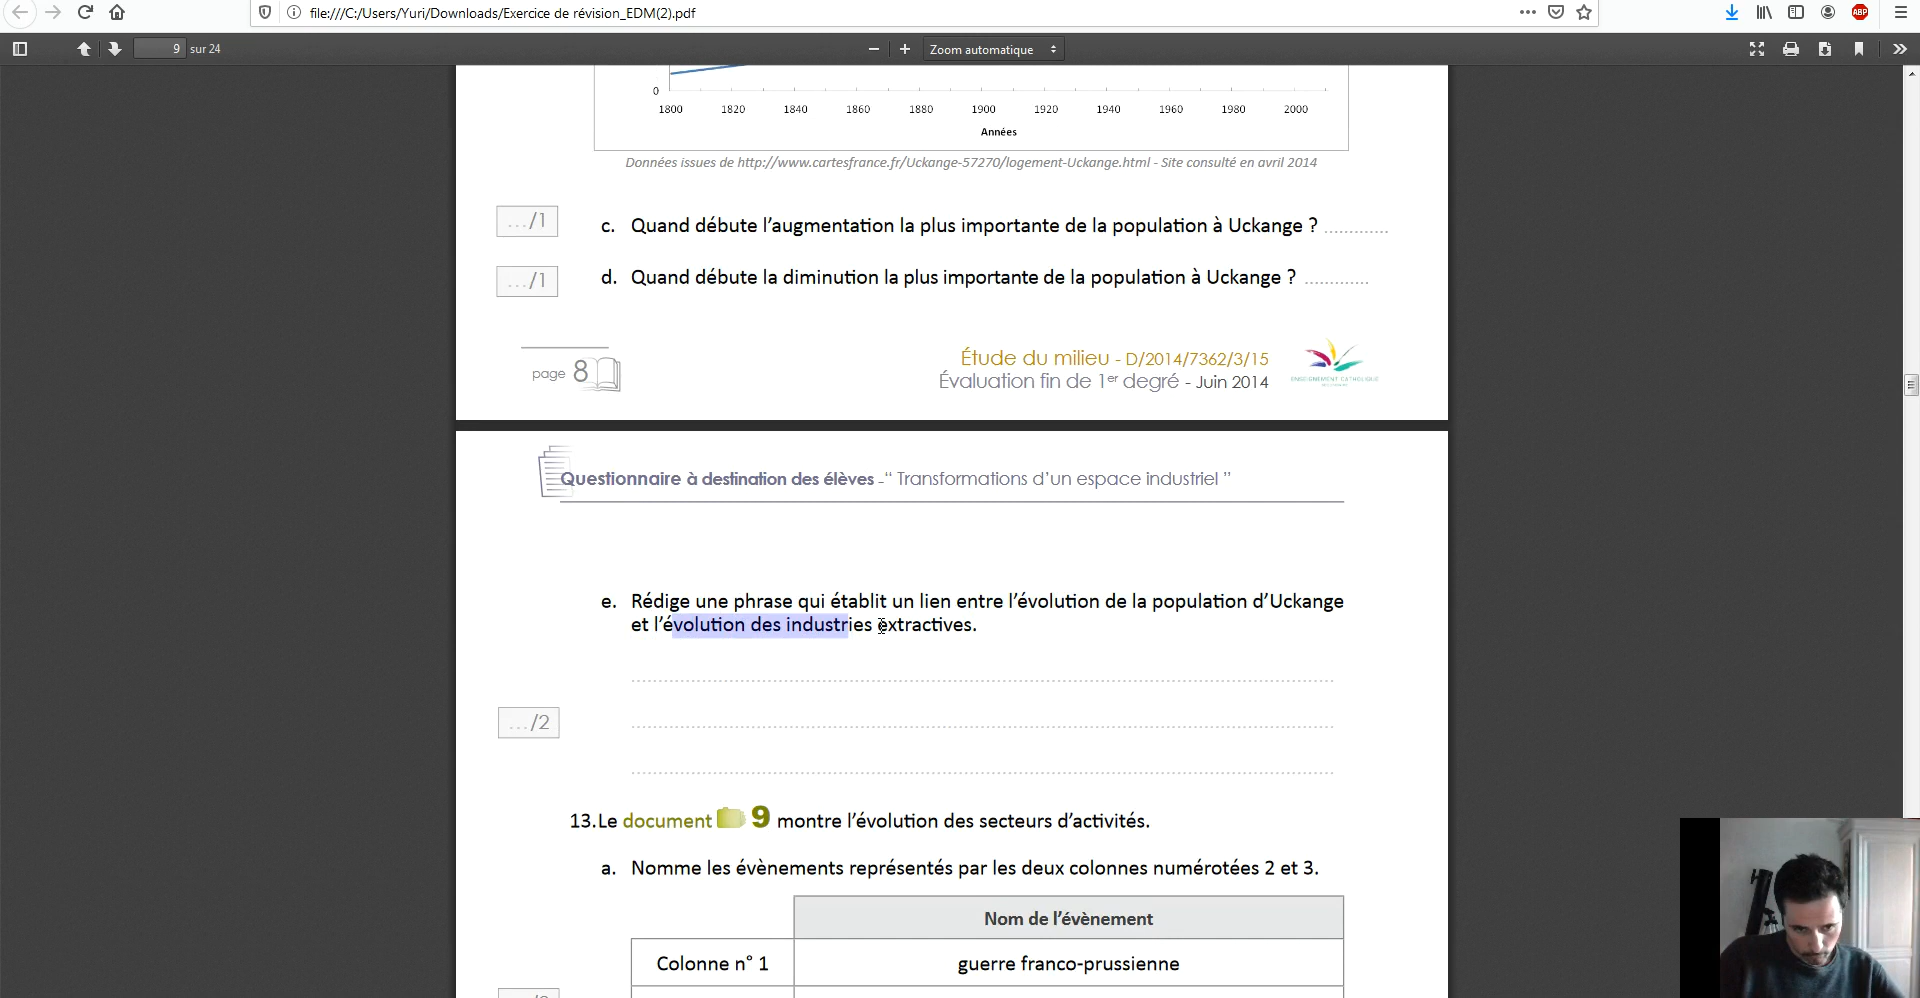 file:///C:/Users/Yuri/Downloads/Exercice de révision_EDM(2).pdf
ABP
9 sur 24
Zoom automatique
0
1800 1820 1840 1860 1880 1900 1920 1940 1960 1980 2000
Années
Données issues de http://www.cartesfrance.fr/Uckange-57270/logement-Uckange.html - Site consulté en avril 2014
.../1 c. Quand débute l'augmentation la plus importante de la population à Uckange ? .............
.../1 d. Quand débute la diminution la plus importante de la population à Uckange ? .............
page 8
Étude du milieu - D/2014/7362/3/15
Évaluation fin de 1er degré - Juin 2014
ENSEIGNEMENT CATHOLIQUE
Questionnaire à destination des élèves -“ Transformations d'un espace industriel ”
e. Rédige une phrase qui établit un lien entre l'évolution de la population d'Uckange
et l'évolution des industries extractives.
.../2
13.Le document 9 montre l'évolution des secteurs d'activités.
a. Nomme les évènements représentés par les deux colonnes numérotées 2 et 3.
Nom de l'évènement
Colonne n° 1 guerre franco-prussienne